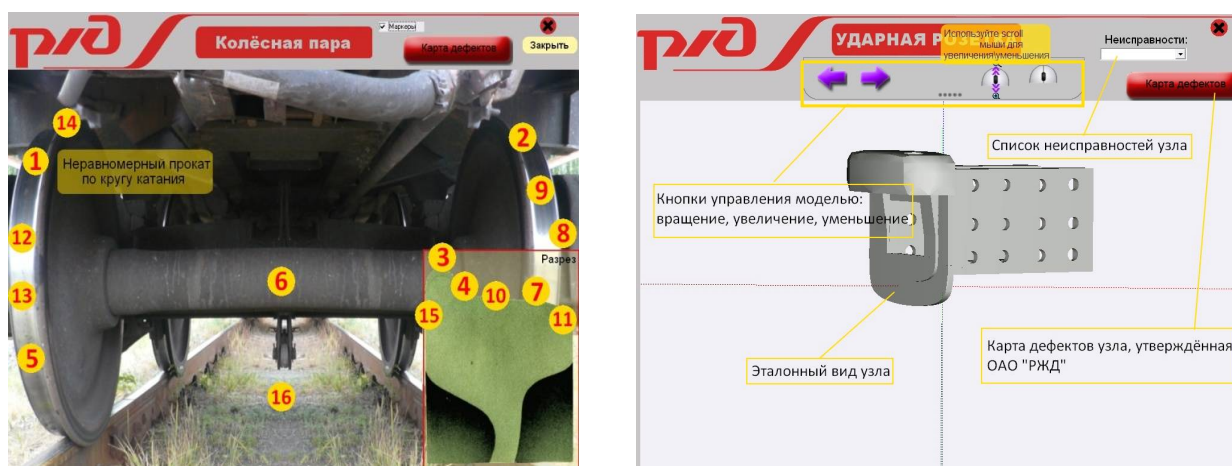 ржд
Колёсная пара
Маркеры
Карта дефектов
Закрыть
14
1
Неравномерный прокат
по кругу катания
2
9
12
8
Разрез
3
6
4
10
7
13
15
11
5
16
ржд
УДАРНАЯ
Используйте scroll
мыши для
увеличения\уменьшения
Неисправности:
Карта дефектов
Список неисправностей узла
Кнопки управления моделью:
вращение, увеличение, уменьшение
Эталонный вид узла
Карта дефектов узла, утверждённая
ОАО "РЖД"